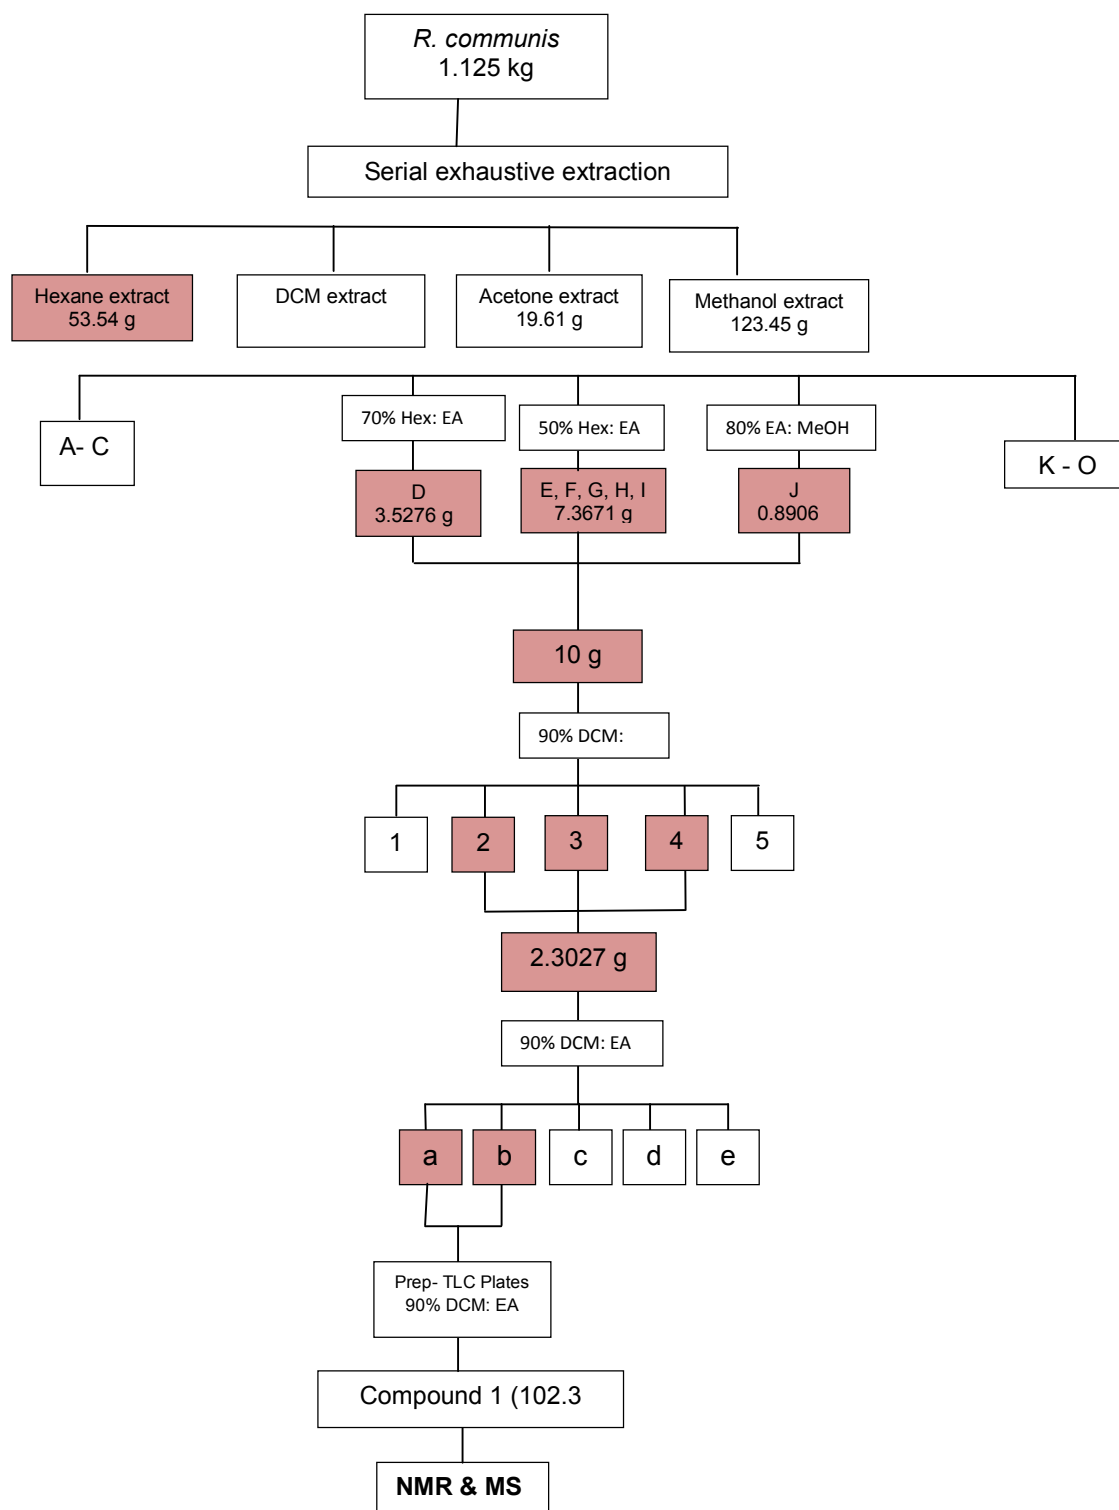 R. communis
1.125 kg
Serial exhaustive extraction
Hexane extract
53.54 g
DCM extract
Acetone extract
19.61 g
Methanol extract
123.45 g
A- C
70% Hex: EA
50% Hex: EA
80% EA: MeOH
K - O
D
3.5276 g
E, F, G, H, I
7.3671 g
J
0.8906
10 g
90% DCM:
1
2
3
4
5
2.3027 g
90% DCM: EA
a
b
c
d
e
Prep- TLC Plates
90% DCM: EA
Compound 1 (102.3
NMR & MS